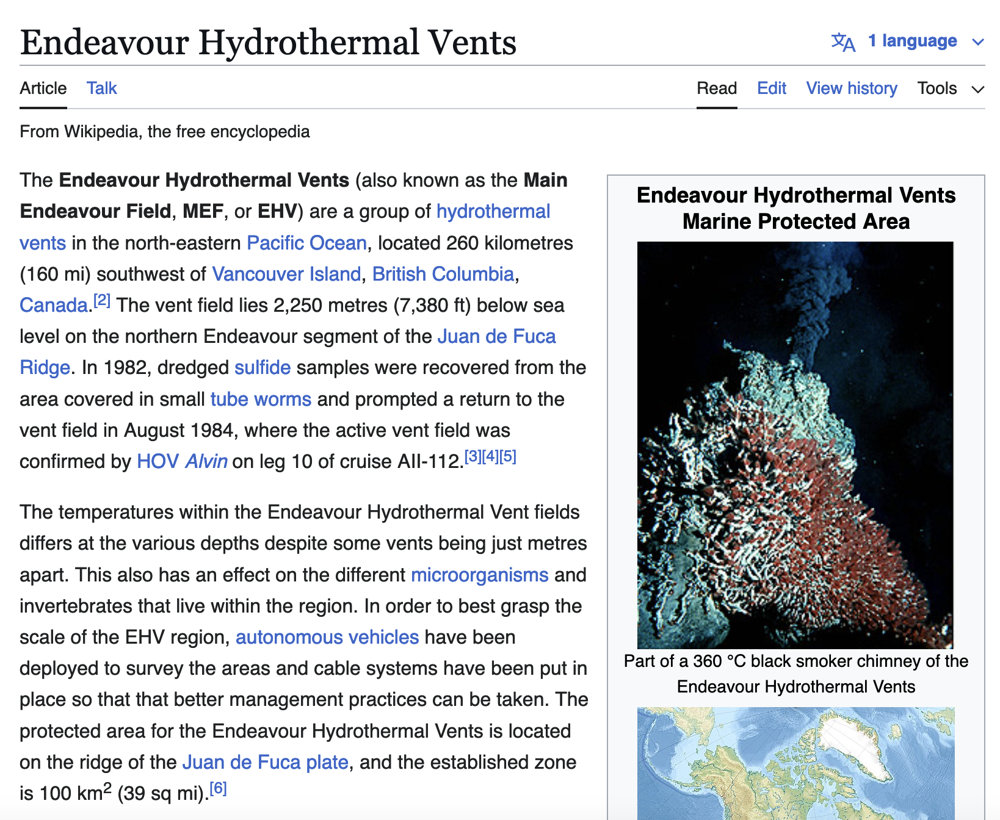 Endeavour Hydrothermal Vents
文A 1 language
Article Talk Read Edit View history Tools
From Wikipedia, the free encyclopedia
The Endeavour Hydrothermal Vents (also known as the Main
Endeavour Field, MEF, or EHV) are a group of hydrothermal
vents in the north-eastern Pacific Ocean, located 260 kilometres
(160 mi) southwest of Vancouver Island, British Columbia,
Canada.[2] The vent field lies 2,250 metres (7,380 ft) below sea
level on the northern Endeavour segment of the Juan de Fuca
Ridge. In 1982, dredged sulfide samples were recovered from the
area covered in small tube worms and prompted a return to the
vent field in August 1984, where the active vent field was
confirmed by HOV Alvin on leg 10 of cruise AII-112.[3][4][5]
The temperatures within the Endeavour Hydrothermal Vent fields
differs at the various depths despite some vents being just metres
apart. This also has an effect on the different microorganisms and
invertebrates that live within the region. In order to best grasp the
scale of the EHV region, autonomous vehicles have been
deployed to survey the areas and cable systems have been put in
place so that that better management practices can be taken. The
protected area for the Endeavour Hydrothermal Vents is located
on the ridge of the Juan de Fuca plate, and the established zone
is 100 km² (39 sq mi).[6]
Endeavour Hydrothermal Vents
Marine Protected Area
Part of a 360 °C black smoker chimney of the
Endeavour Hydrothermal Vents